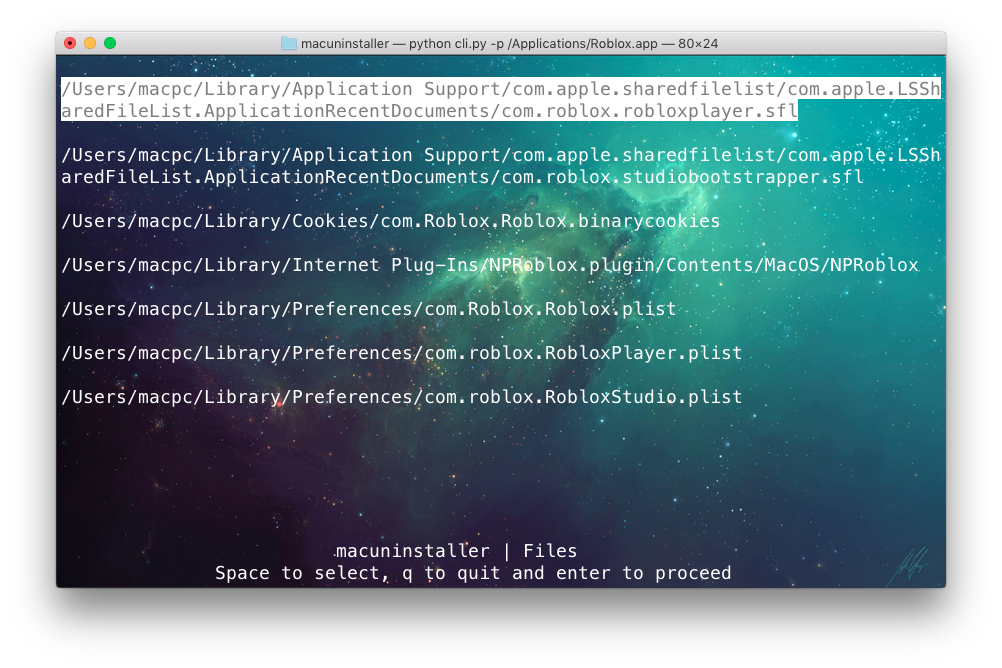 macuninstaller — python cli.py -p /Applications/Roblox.app — 80×24
/Users/macpc/Library/Application Support/com.apple.sharedfilelist/com.apple.LSSh
aredFileList.ApplicationRecentDocuments/com.roblox.robloxplayer.sfl
/Users/macpc/Library/Application Support/com.apple.sharedfilelist/com.apple.LSSh
aredFileList.ApplicationRecentDocuments/com.roblox.studiobootstrapper.sfl
/Users/macpc/Library/Cookies/com.Roblox.Roblox.binarycookies
/Users/macpc/Library/Internet Plug-Ins/NPRoblox.plugin/Contents/MacOS/NPRoblox
/Users/macpc/Library/Preferences/com.Roblox.Roblox.plist
/Users/macpc/Library/Preferences/com.roblox.RobloxPlayer.plist
/Users/macpc/Library/Preferences/com.roblox.RobloxStudio.plist
macuninstaller | Files
Space to select, q to quit and enter to proceed